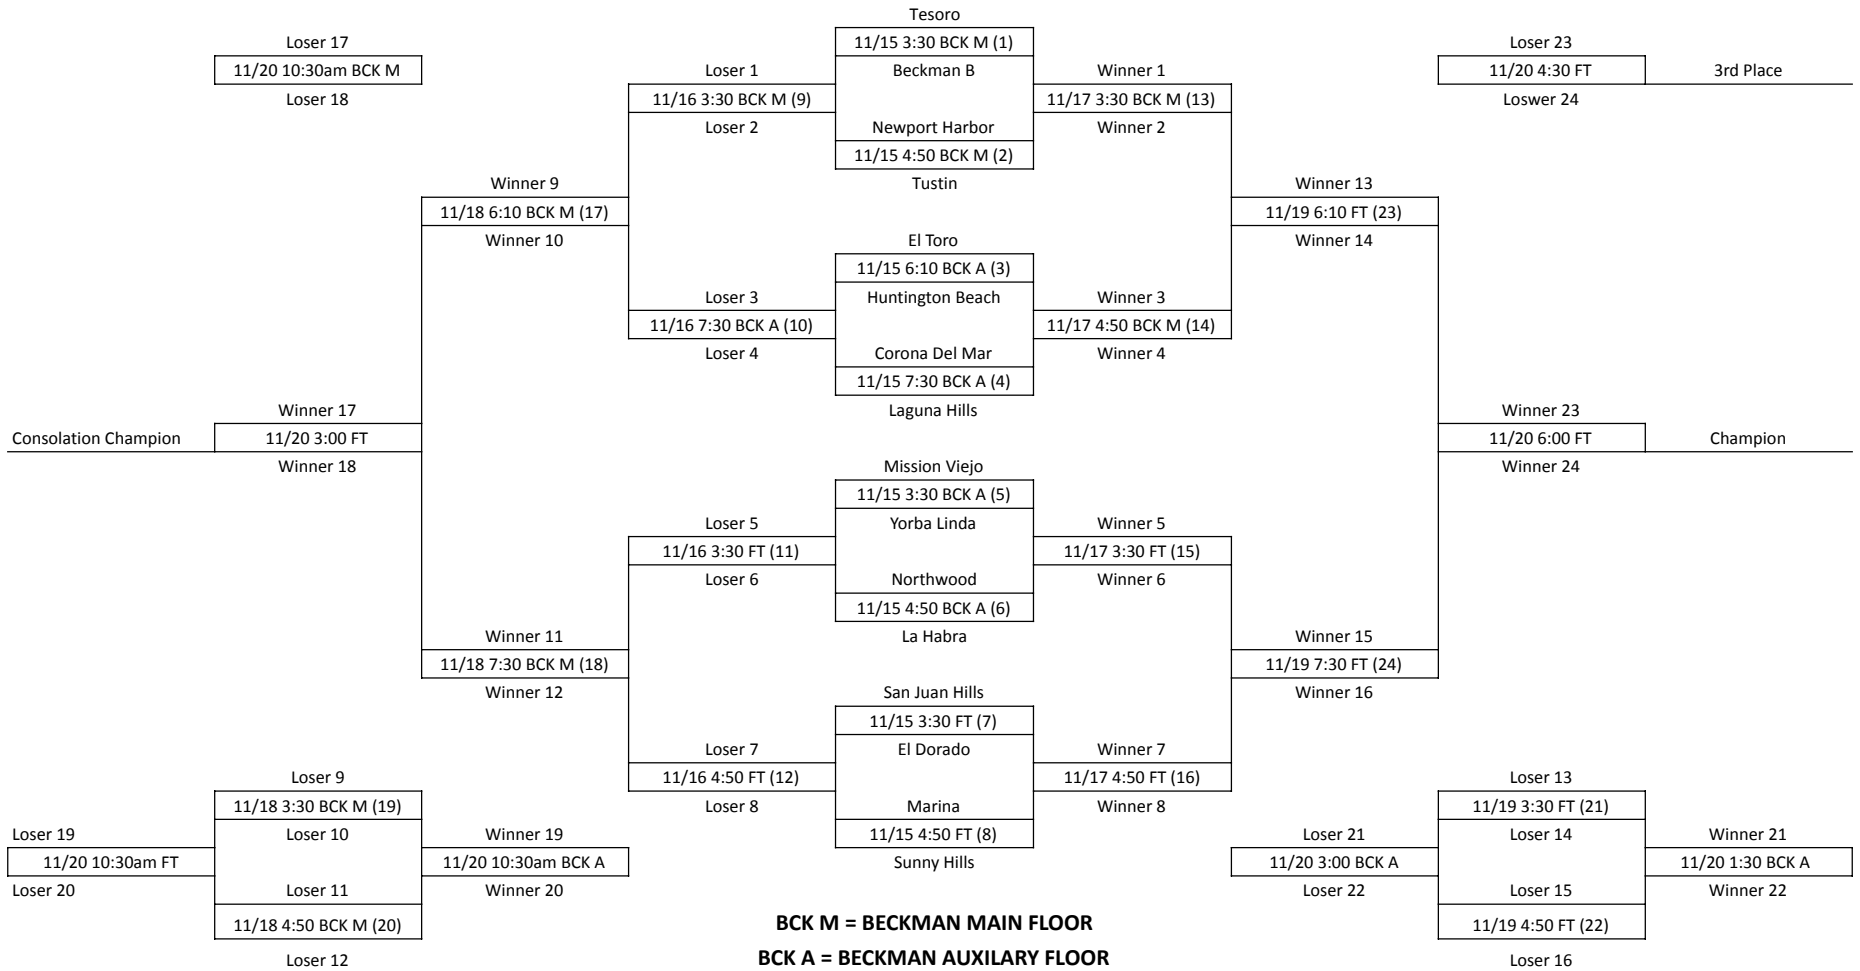 Tesoro
Loser 17
11/15 3:30 BCK M (1)
Loser 23
11/20 10:30am BCK M
Loser 1
Beckman B
Winner 1
11/20 4:30 FT
3rd Place
Loser 18
11/16 3:30 BCK M (9)
11/17 3:30 BCK M (13)
Loswer 24
Loser 2
Newport Harbor
Winner 2
11/15 4:50 BCK M (2)
Winner 9
Tustin
Winner 13
11/18 6:10 BCK M (17)
11/19 6:10 FT (23)
Winner 10
El Toro
Winner 14
11/15 6:10 BCK A (3)
Loser 3
Huntington Beach
Winner 3
11/16 7:30 BCK A (10)
11/17 4:50 BCK M (14)
Loser 4
Corona Del Mar
Winner 4
11/15 7:30 BCK A (4)
Winner 17
Laguna Hills
Winner 23
Consolation Champion
11/20 3:00 FT
11/20 6:00 FT
Champion
Winner 18
Mission Viejo
Winner 24
11/15 3:30 BCK A (5)
Loser 5
Yorba Linda
Winner 5
11/16 3:30 FT (11)
11/17 3:30 FT (15)
Loser 6
Northwood
Winner 6
11/15 4:50 BCK A (6)
Winner 11
La Habra
Winner 15
11/18 7:30 BCK M (18)
11/19 7:30 FT (24)
Winner 12
San Juan Hills
Winner 16
11/15 3:30 FT (7)
Loser 7
El Dorado
Winner 7
Loser 9
11/16 4:50 FT (12)
11/17 4:50 FT (16)
Loser 13
11/18 3:30 BCK M (19)
Loser 8
Marina
Winner 8
11/19 3:30 FT (21)
Loser 19
Loser 10
Winner 19
11/15 4:50 FT (8)
Loser 21
Loser 14
Winner 21
11/20 10:30am FT
11/20 10:30am BCK A
Sunny Hills
11/20 3:00 BCK A
11/20 1:30 BCK A
Loser 20
Loser 11
Winner 20
Loser 22
Loser 15
Winner 22
11/18 4:50 BCK M (20)
BCK M = BECKMAN MAIN FLOOR
11/19 4:50 FT (22)
Loser 12
BCK A = BECKMAN AUXILARY FLOOR
Loser 16